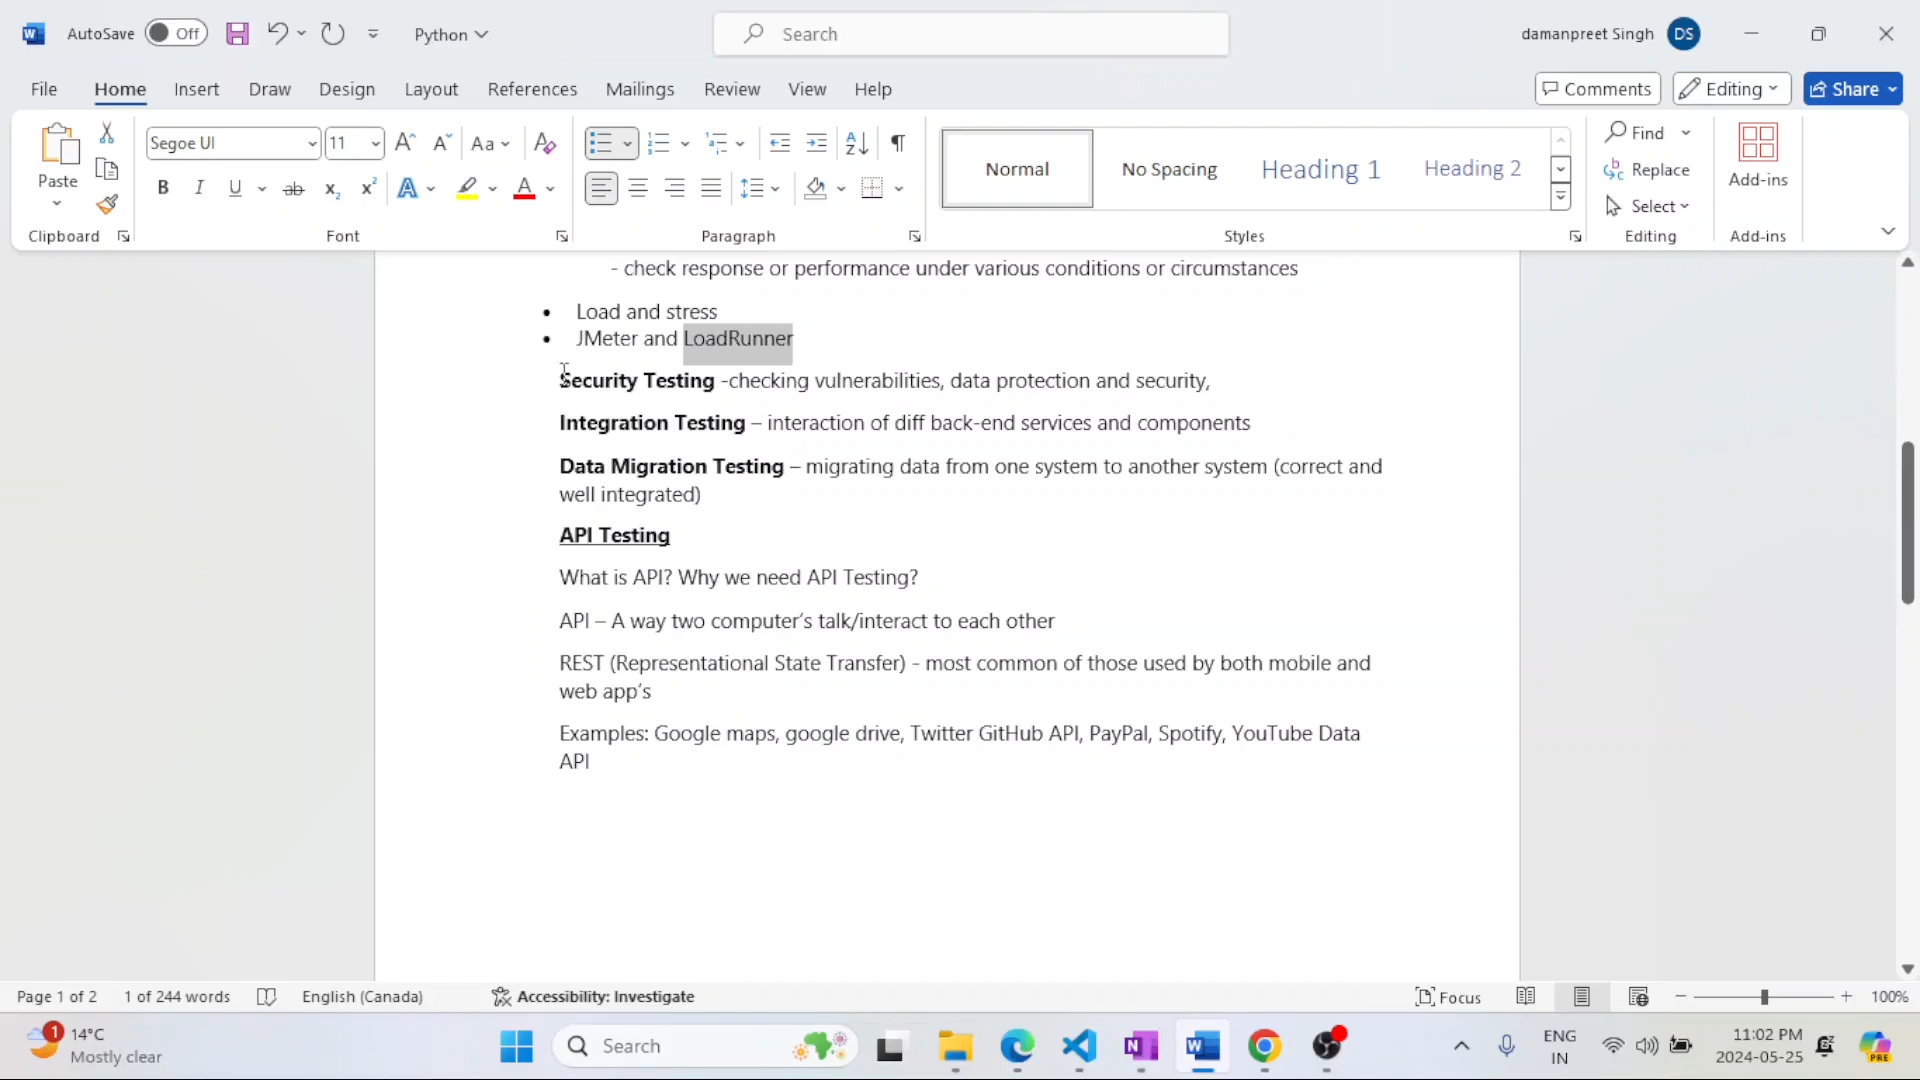 AutoSave Off Python Search damanpreet Singh DS
File Home Insert Draw Design Layout References Mailings Review View Help Comments Editing Share
Paste Segoe UI 11 Aa Normal No Spacing Heading 1 Heading 2 Find Replace Select Add-ins
Clipboard Font Paragraph Styles Editing Add-ins
- check response or performance under various conditions or circumstances
• Load and stress
• JMeter and LoadRunner
Security Testing -checking vulnerabilities, data protection and security,
Integration Testing – interaction of diff back-end services and components
Data Migration Testing – migrating data from one system to another system (correct and
well integrated)
API Testing
What is API? Why we need API Testing?
API – A way two computer’s talk/interact to each other
REST (Representational State Transfer) - most common of those used by both mobile and
web app’s
Examples: Google maps, google drive, Twitter GitHub API, PayPal, Spotify, YouTube Data
API
Page 1 of 2 1 of 244 words English (Canada) Accessibility: Investigate Focus 100%
1 14°C Search ENG 11:02 PM
Mostly clear IN 2024-05-25 PRE